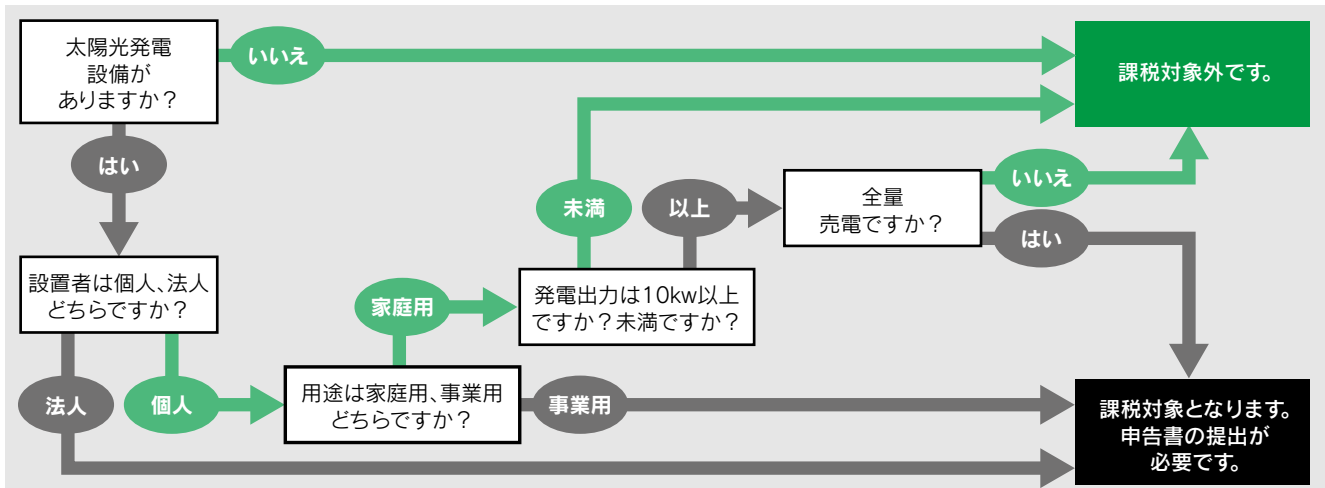 太陽光発電
設備が
ありますか？
いいえ
課税対象外です。
はい
設置者は個人、法人
どちらですか？
法人
個人
用途は家庭用、事業用
どちらですか？
家庭用
事業用
発電出力は10kw以上
ですか？未満ですか？
未満
以上
全量
売電ですか？
いいえ
はい
課税対象となります。
申告書の提出が
必要です。